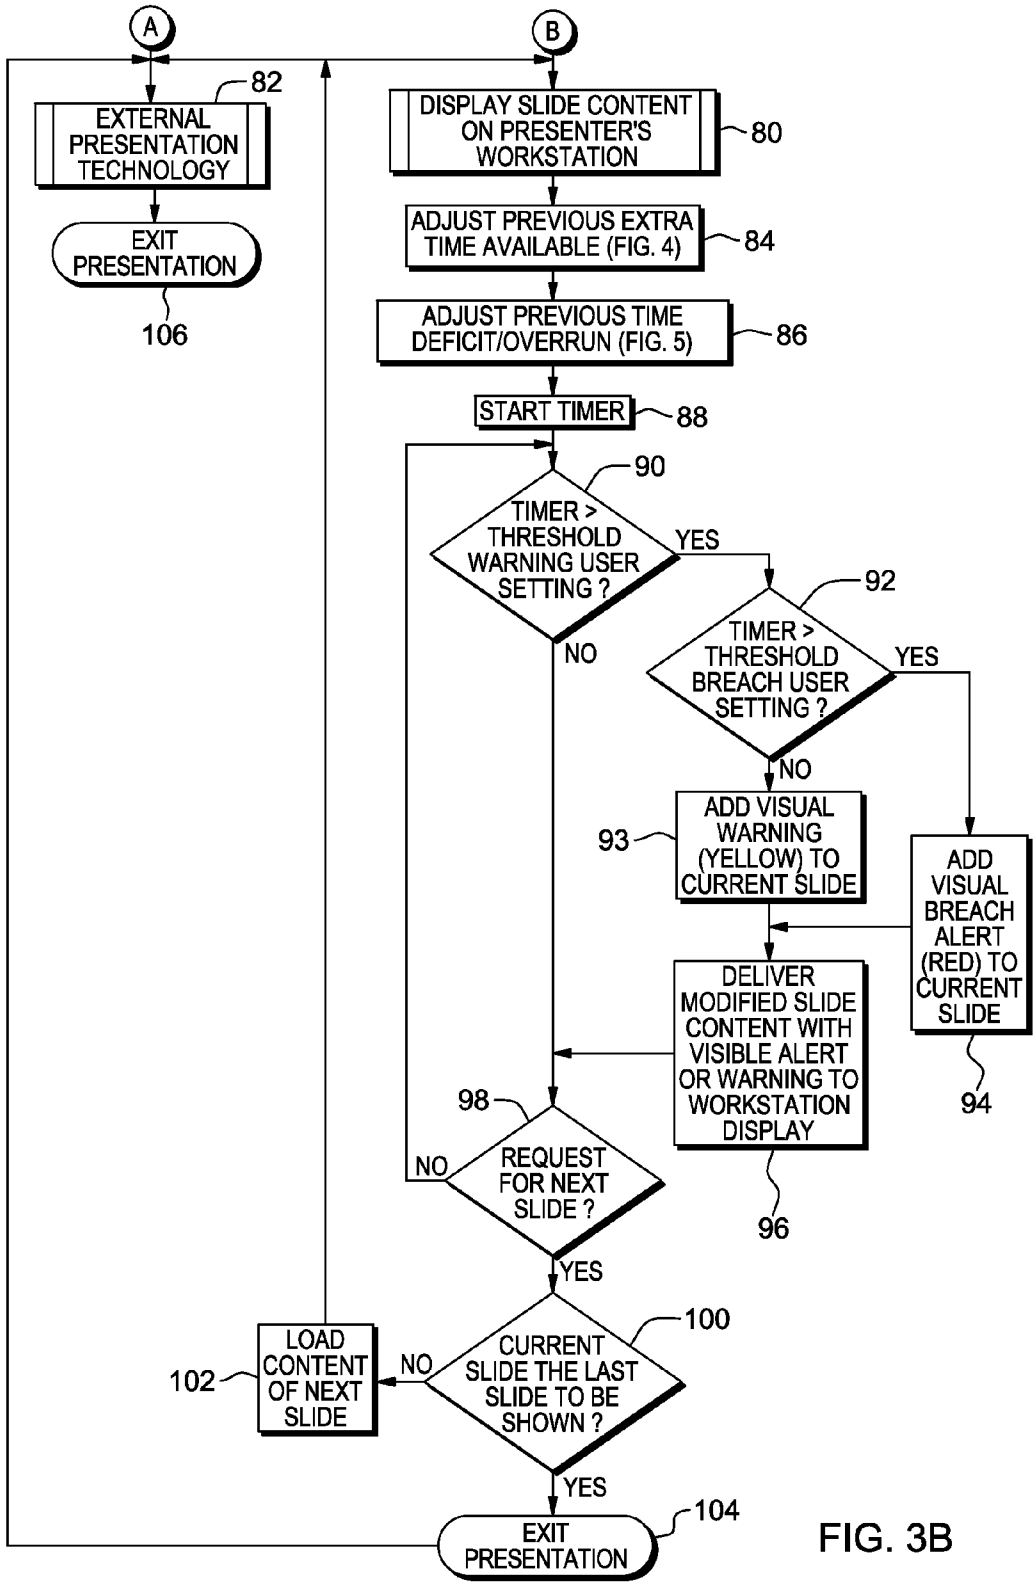 A
B
82
EXTERNAL
PRESENTATION
TECHNOLOGY
EXIT
PRESENTATION
106
DISPLAY SLIDE CONTENT
ON PRESENTER'S
WORKSTATION
80
ADJUST PREVIOUS EXTRA
TIME AVAILABLE (FIG. 4)
84
ADJUST PREVIOUS TIME
DEFICIT/OVERRUN (FIG. 5)
86
START TIMER
88
90
TIMER >
THRESHOLD
WARNING USER
SETTING ?
YES
NO
92
TIMER >
THRESHOLD
BREACH USER
SETTING ?
YES
NO
93
ADD VISUAL
WARNING
(YELLOW) TO
CURRENT SLIDE
ADD
VISUAL
BREACH
ALERT
(RED) TO
CURRENT
SLIDE
94
DELIVER
MODIFIED SLIDE
CONTENT WITH
VISIBLE ALERT
OR WARNING TO
WORKSTATION
DISPLAY
96
98
REQUEST
FOR NEXT
SLIDE ?
NO
YES
100
CURRENT
SLIDE THE LAST
SLIDE TO BE
SHOWN ?
NO
YES
LOAD
CONTENT
OF NEXT
SLIDE
102
EXIT
PRESENTATION
104
FIG. 3B